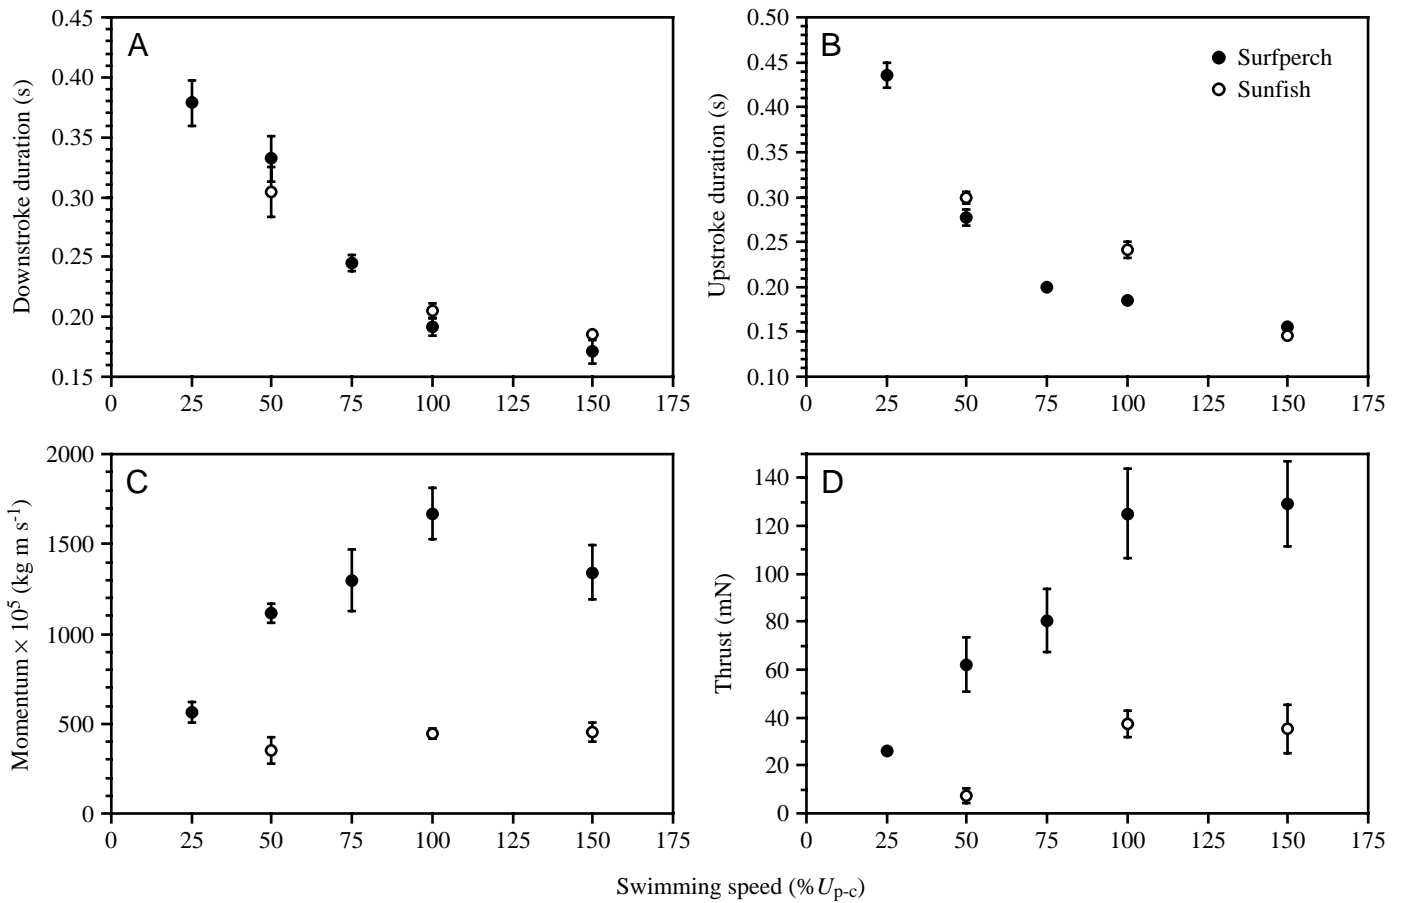 A
Downstroke duration (s)
0.45
0.40
0.35
0.30
0.25
0.20
0.15
0 25 50 75 100 125 150 175
B
Surfperch
Sunfish
Upstroke duration (s)
0.50
0.45
0.40
0.35
0.30
0.25
0.20
0.15
0.10
0 25 50 75 100 125 150 175
C
Momentum × 10⁵ (kg m s⁻¹)
2000
1500
1000
500
0
0 25 50 75 100 125 150 175
D
Thrust (mN)
140
120
100
80
60
40
20
0
0 25 50 75 100 125 150 175
Swimming speed (% Up-c)